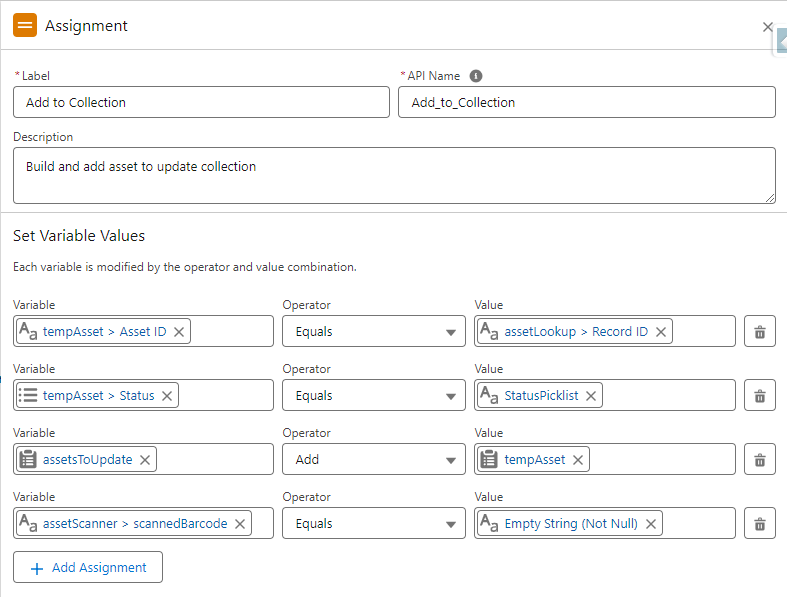 Assignment
* Label
* API Name
Add to Collection
Add_to_Collection
Description
Build and add asset to update collection
Set Variable Values
Each variable is modified by the operator and value combination.
Variable Operator Value
tempAsset > Asset ID Equals assetLookup > Record ID
Variable Operator Value
tempAsset > Status Equals StatusPicklist
Variable Operator Value
assetsToUpdate Add tempAsset
Variable Operator Value
assetScanner > scannedBarcode Equals Empty String (Not Null)
+ Add Assignment